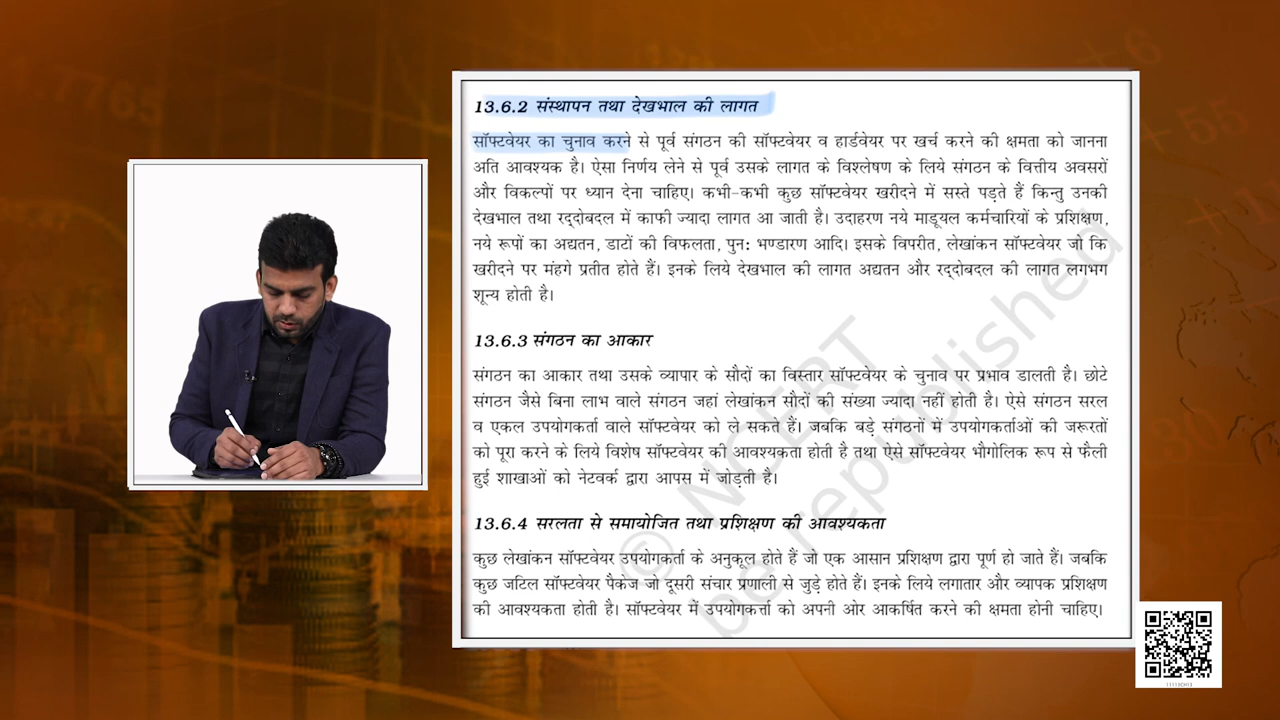 13.6.2 संस्थापन तथा देखभाल की लागत
सॉफ्टवेयर का चुनाव करने से पूर्व संगठन की सॉफ्टवेयर व हार्डवेयर पर खर्च करने की क्षमता को जानना
अति आवश्यक है। ऐसा निर्णय लेने से पूर्व उसके लागत के विश्लेषण के लिये संगठन के वित्तीय अवसरों
और विकल्पों पर ध्यान देना चाहिए। कभी-कभी कुछ सॉफ्टवेयर खरीदने में सस्ते पड़ते हैं किन्तु उनकी
देखभाल तथा रद्दोबदल में काफी ज्यादा लागत आ जाती है। उदाहरण नये माड्यूल कर्मचारियों के प्रशिक्षण,
नये रूपों का अद्यतन, डाटों की विफलता, पुन: भण्डारण आदि। इसके विपरीत, लेखांकन सॉफ्टवेयर जो कि
खरीदने पर मंहगे प्रतीत होते हैं। इनके लिये देखभाल की लागत अद्यतन और रद्दोबदल की लागत लगभग
शून्य होती है।
13.6.3 संगठन का आकार
संगठन का आकार तथा उसके व्यापार के सौदों का विस्तार सॉफ्टवेयर के चुनाव पर प्रभाव डालती है। छोटे
संगठन जैसे बिना लाभ वाले संगठन जहां लेखांकन सौदों की संख्या ज्यादा नहीं होती है। ऐसे संगठन सरल
व एकल उपयोगकर्ता वाले सॉफ्टवेयर को ले सकते हैं। जबकि बड़े संगठनों में उपयोगकर्ताओं की जरूरतों
को पूरा करने के लिये विशेष सॉफ्टवेयर की आवश्यकता होती है तथा ऐसे सॉफ्टवेयर भौगोलिक रूप से फैली
हुई शाखाओं को नेटवर्क द्वारा आपस में जोड़ती है।
13.6.4 सरलता से समायोजित तथा प्रशिक्षण की आवश्यकता
कुछ लेखांकन सॉफ्टवेयर उपयोगकर्ता के अनुकूल होते हैं जो एक आसान प्रशिक्षण द्वारा पूर्ण हो जाते हैं। जबकि
कुछ जटिल सॉफ्टवेयर पैकेज जो दूसरी संचार प्रणाली से जुड़े होते हैं। इनके लिये लगातार और व्यापक प्रशिक्षण
की आवश्यकता होती है। सॉफ्टवेयर में उपयोगकर्त्ता को अपनी ओर आकर्षित करने की क्षमता होनी चाहिए।
© NCERT
be republished